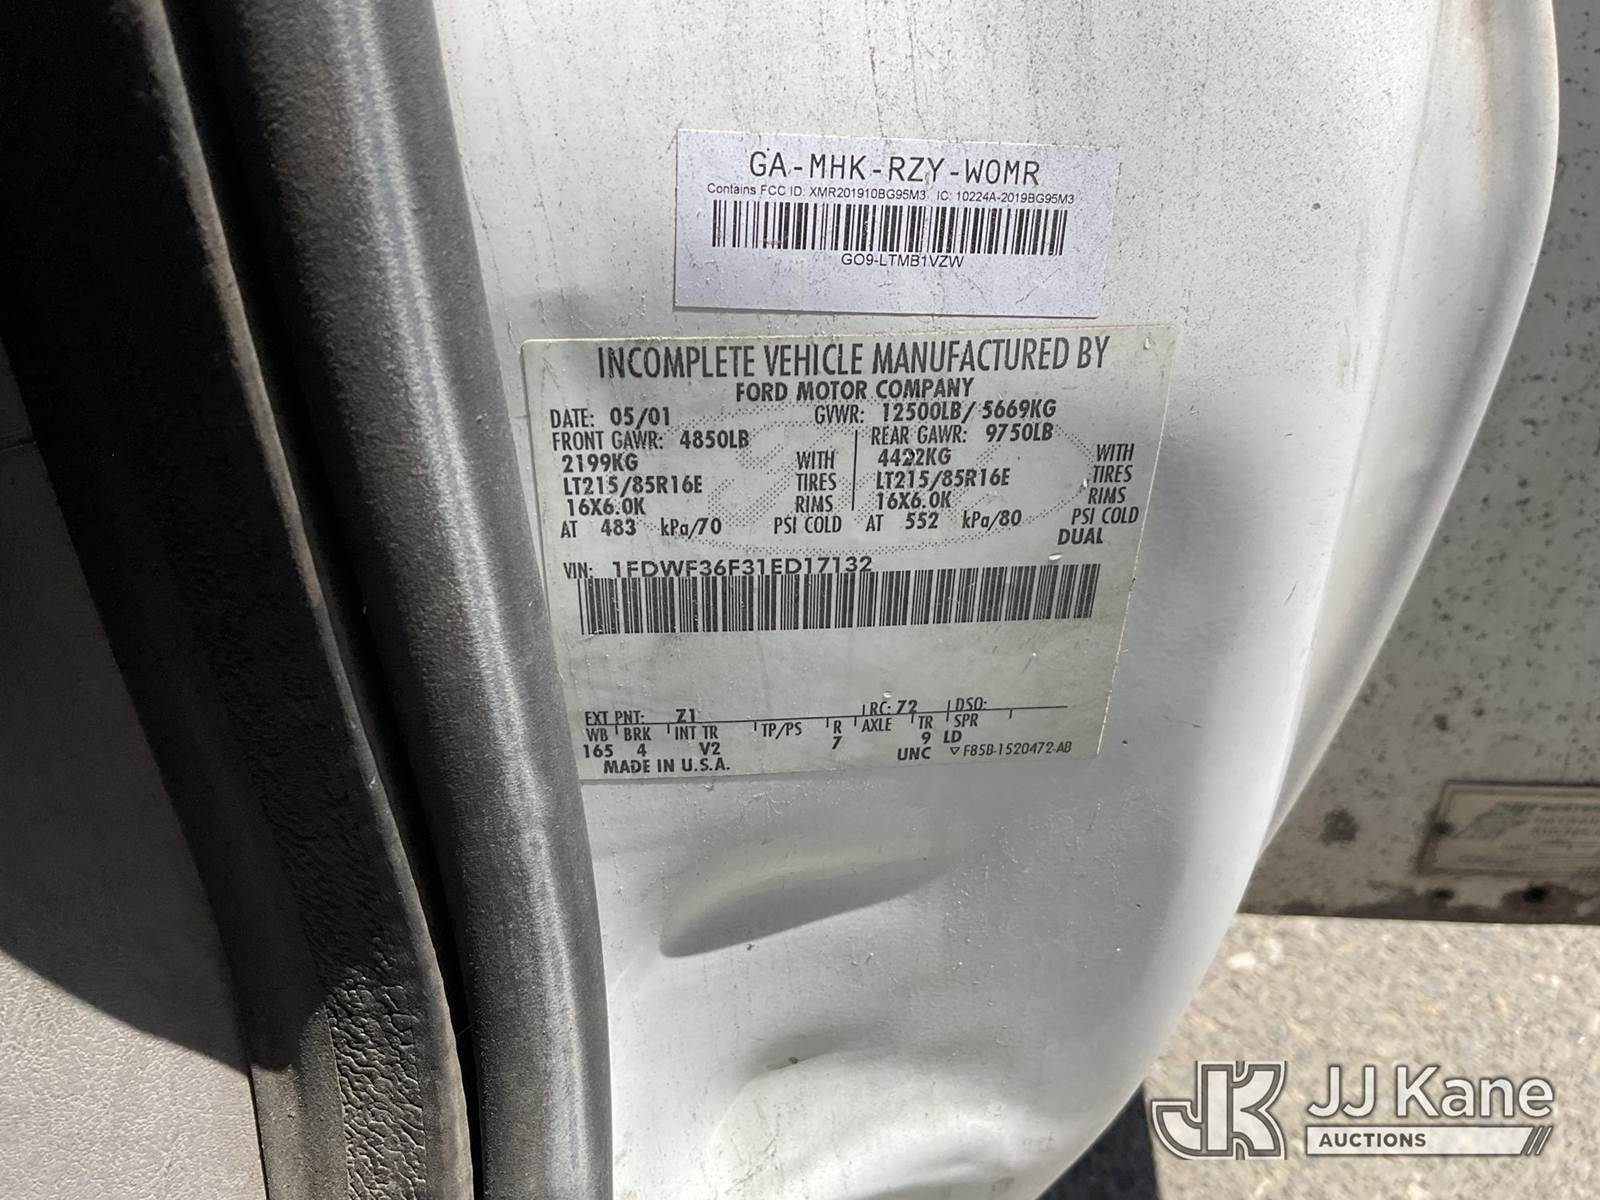 GA-MHK-RZY-W0MR
Contains FCC ID: XMR201910BG95M3 IC: 10224A-2019BG95M3
GO9-LTMB1VZW
INCOMPLETE VEHICLE MANUFACTURED BY
FORD MOTOR COMPANY
DATE: 05/01 GVWR: 12500LB/ 5669KG
FRONT GAWR: 4850LB REAR GAWR: 9750LB
2199KG WITH 4422KG WITH
LT215/85R16E TIRES LT215/85R16E TIRES
16X6.0K RIMS 16X6.0K RIMS
AT 483 kPa/70 PSI COLD AT 552 kPa/80 PSI COLD
DUAL
VIN: 1FDWF36F31ED17132
EXT PNT: Z1 RC: 72 DSO:
WB BRK INT TR TP/PS R AXLE TR SPR
165 4 V2 7 9 LD
MADE IN U.S.A. UNC ▽ F85B-1520472-AB
JK JJ Kane
AUCTIONS